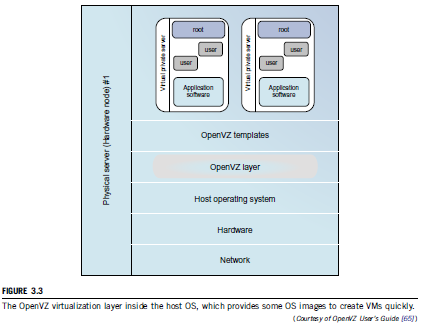 Physical server (Hardware node) #1
Virtual private server
root
user
user
Application
software
Virtual private server
root
user
user
Application
software
OpenVZ templates
OpenVZ layer
Host operating system
Hardware
Network
FIGURE 3.3
The OpenVZ virtualization layer inside the host OS, which provides some OS images to create VMs quickly.
(Courtesy of OpenVZ User's Guide [65])